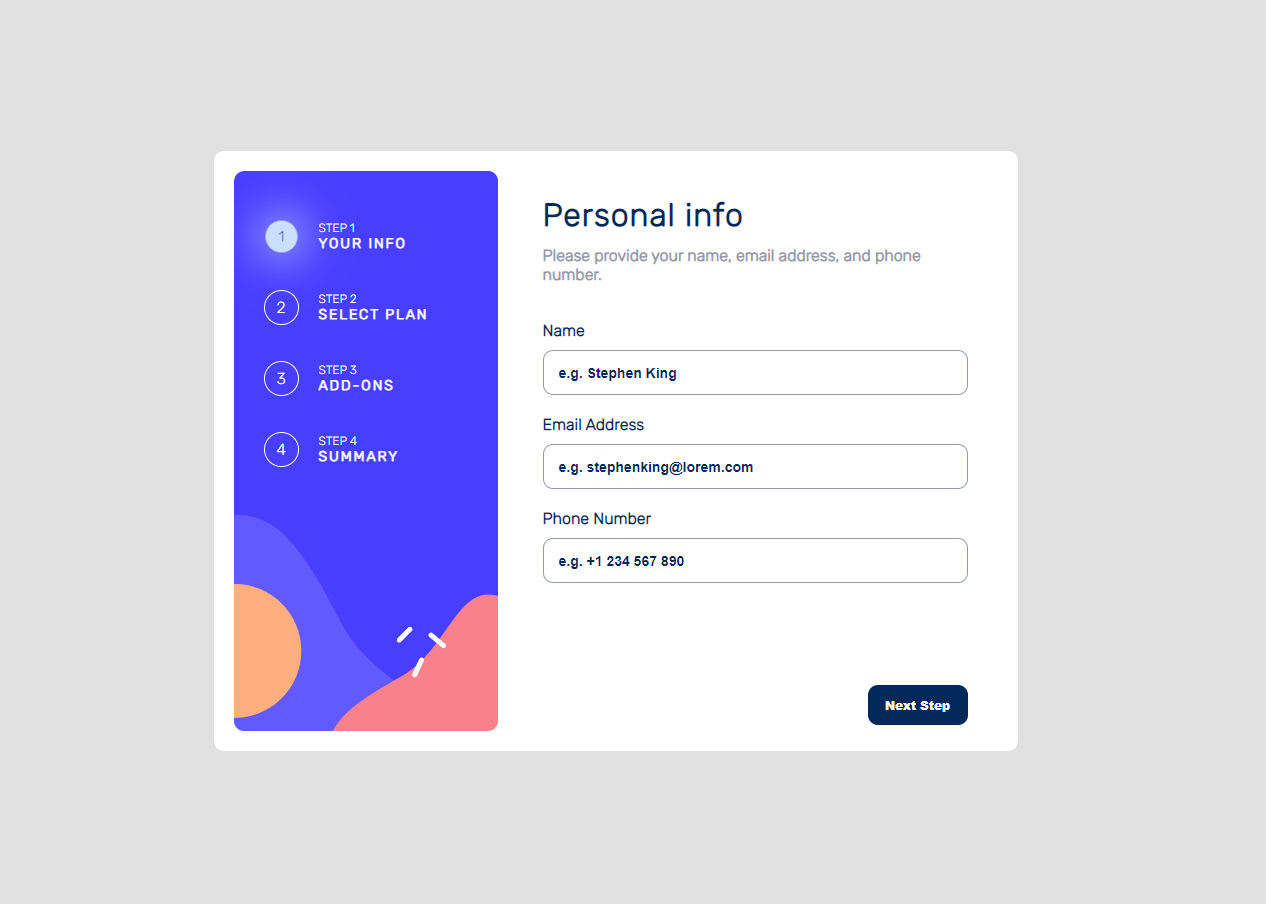 1
STEP 1
YOUR INFO
2
STEP 2
SELECT PLAN
3
STEP 3
ADD-ONS
4
STEP 4
SUMMARY
Personal info
Please provide your name, email address, and phone
number.
Name
e.g. Stephen King
Email Address
e.g. stephenking@lorem.com
Phone Number
e.g. +1 234 567 890
Next Step